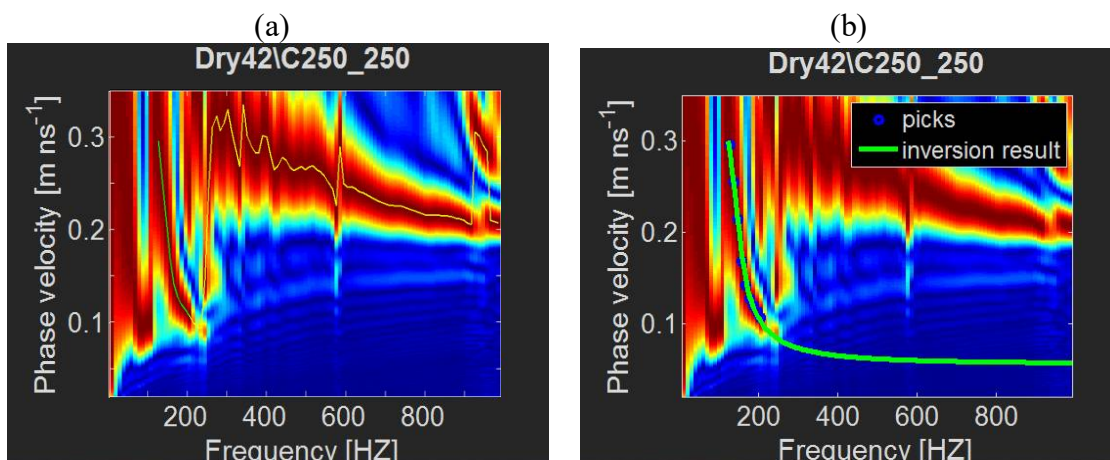 (a)
Dry42\C250_250
Phase velocity [m ns-1]
0.3
0.2
0.1
200 400 600 800
Frequency [HZ]
(b)
Dry42\C250_250
picks
inversion result
Phase velocity [m ns-1]
0.3
0.2
0.1
200 400 600 800
Frequency [HZ]